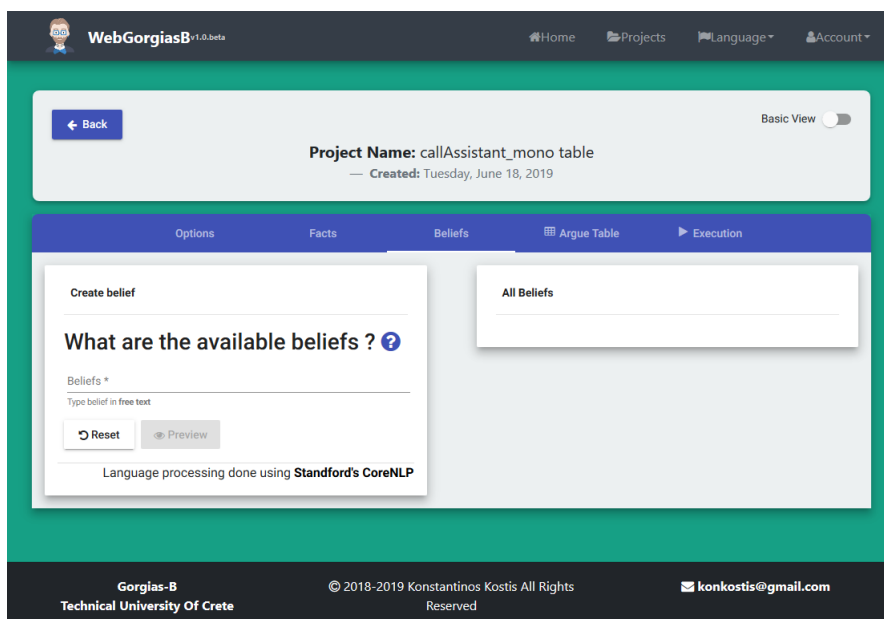 WebGorgiasB v1.0.beta
Home
Projects
Language
Account
Back
Basic View
Project Name: callAssistant_mono table
— Created: Tuesday, June 18, 2019
Options
Facts
Beliefs
Argue Table
Execution
Create belief
What are the available beliefs ?
Beliefs *
Type belief in free text
Reset
Preview
Language processing done using Standford's CoreNLP
All Beliefs
Gorgias-B
Technical University Of Crete
© 2018-2019 Konstantinos Kostis All Rights
Reserved
konkostis@gmail.com